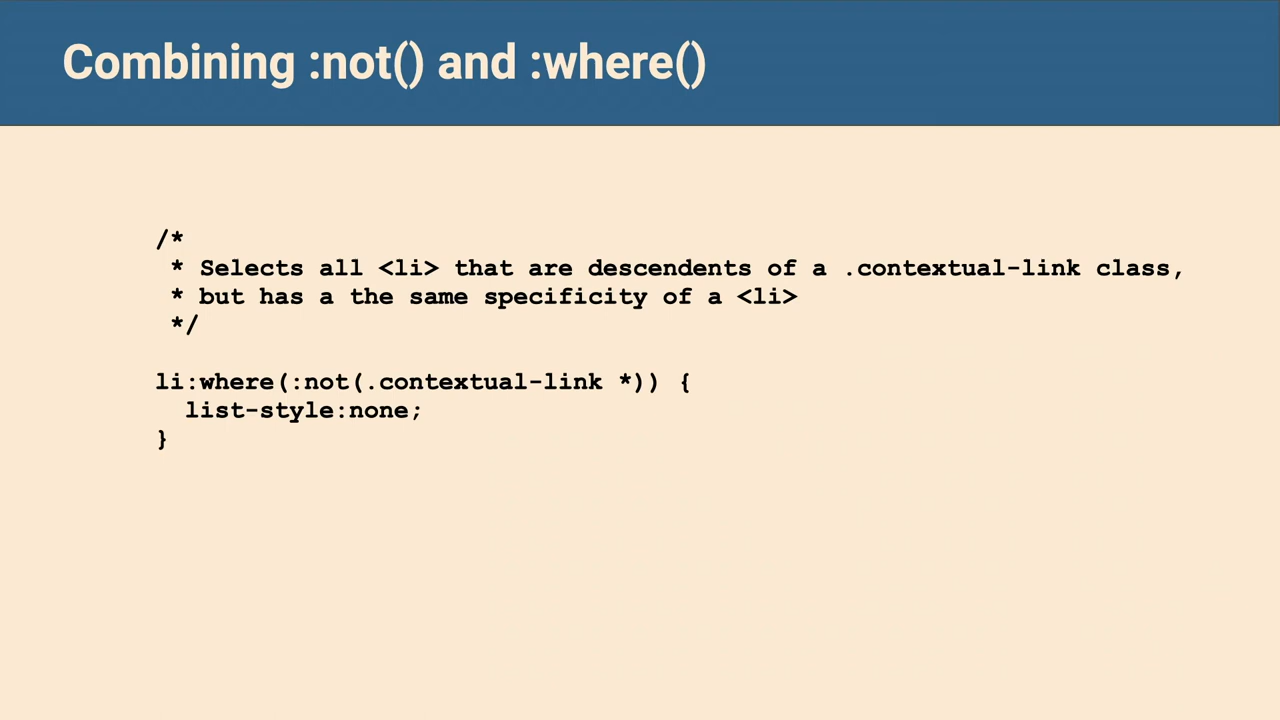 Combining :not() and :where()
/*
 * Selects all <li> that are descendents of a .contextual-link class,
 * but has a the same specificity of a <li>
 */
li:where(:not(.contextual-link *)) {
  list-style:none;
}